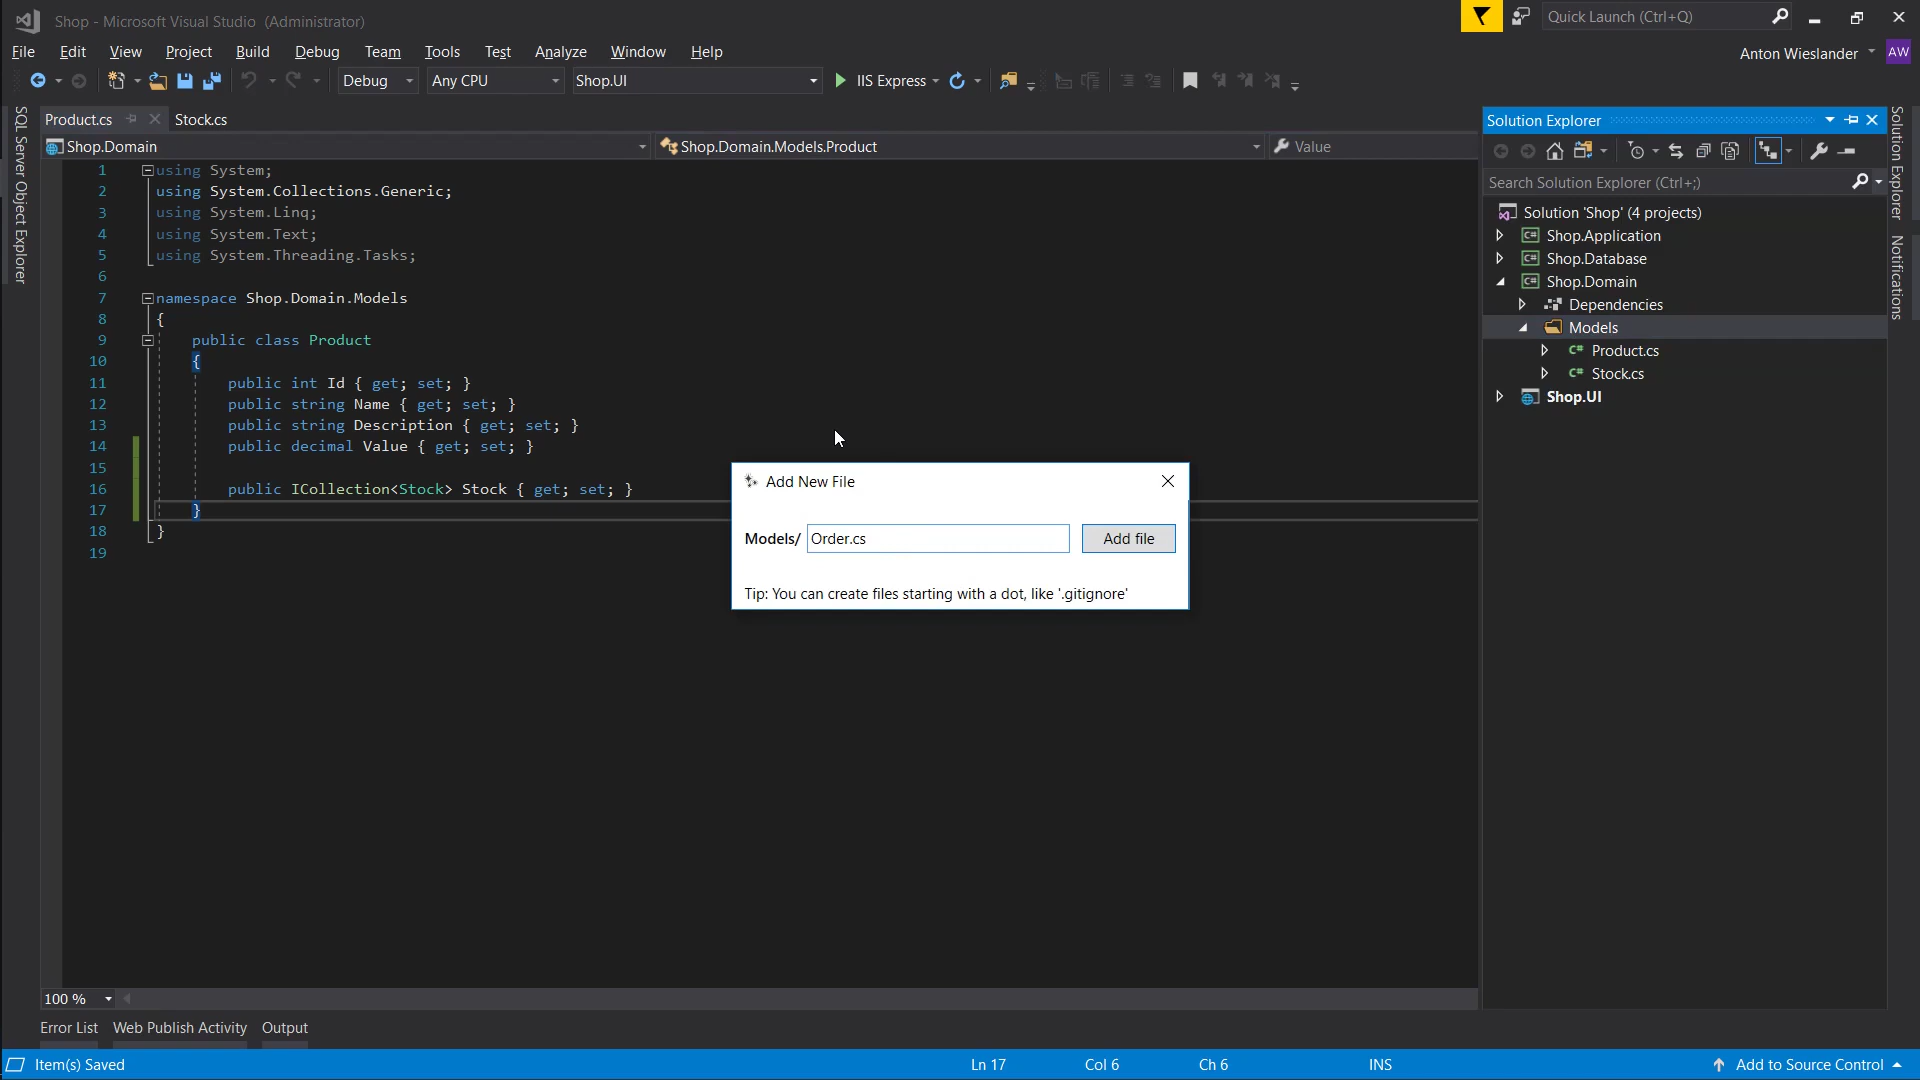 Shop - Microsoft Visual Studio (Administrator)
Quick Launch (Ctrl+Q)
File Edit View Project Build Debug Team Tools Test Analyze Window Help
Anton Wieslander AW
Debug Any CPU Shop.UI IIS Express
SQL Server Object Explorer
Product.cs Stock.cs
Shop.Domain Shop.Domain.Models.Product Value
1 using System;
2 using System.Collections.Generic;
3 using System.Linq;
4 using System.Text;
5 using System.Threading.Tasks;
6
7 namespace Shop.Domain.Models
8 {
9 public class Product
10 {
11 public int Id { get; set; }
12 public string Name { get; set; }
13 public string Description { get; set; }
14 public decimal Value { get; set; }
15
16 public ICollection<Stock> Stock { get; set; }
17 }
18 }
19
Add New File
Models/ Order.cs Add file
Tip: You can create files starting with a dot, like '.gitignore'
Solution Explorer
Search Solution Explorer (Ctrl+;)
Solution 'Shop' (4 projects)
C# Shop.Application
C# Shop.Database
C# Shop.Domain
Dependencies
Models
C# Product.cs
C# Stock.cs
Shop.UI
Solution Explorer
Notifications
100 %
Error List Web Publish Activity Output
Item(s) Saved Ln 17 Col 6 Ch 6 INS Add to Source Control